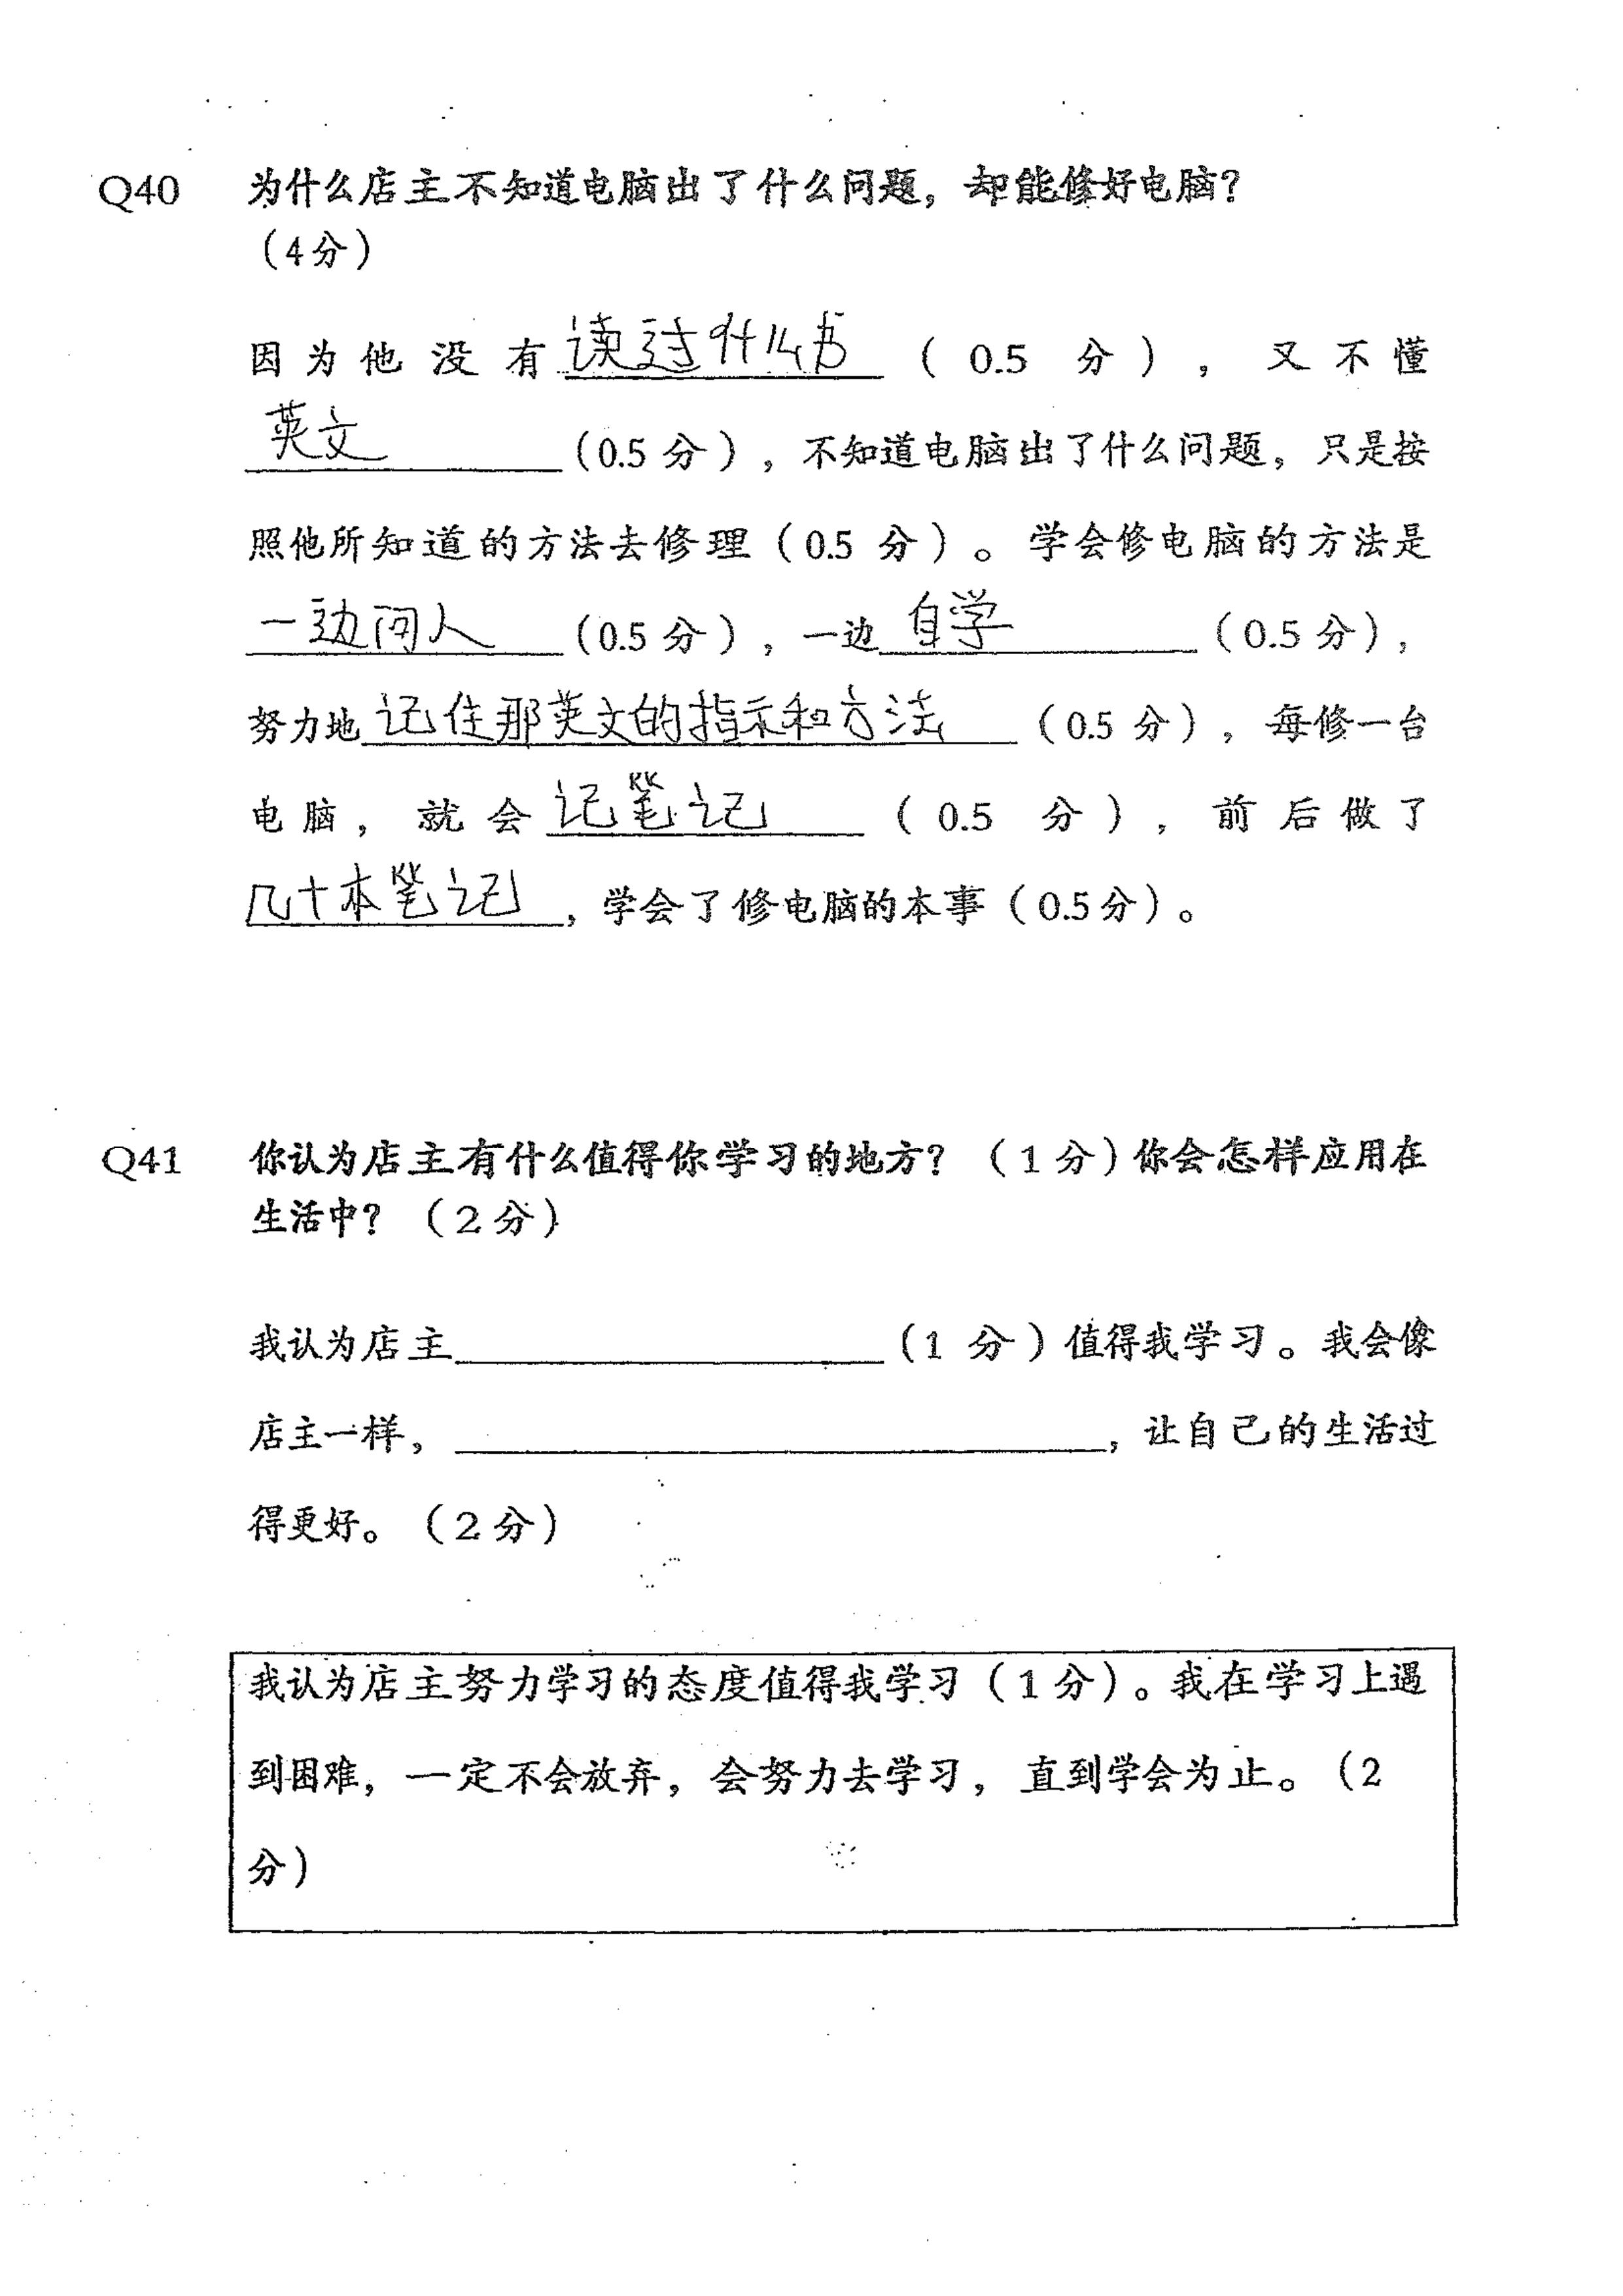 Q40 为什么店主不知道电脑出了什么问题，却能修好电脑？
（4分）
因为他没有读过什么书（0.5分），又不懂
英文（0.5分），不知道电脑出了什么问题，只是按
照他所知道的方法去修理（0.5分）。学会修电脑的方法是
一边问人（0.5分），一边自学（0.5分），
努力地记住那英文的指示和方法（0.5分），每修一台
电脑，就会记笔记（0.5分），前后做了
几十本笔记，学会了修电脑的本事（0.5分）。
Q41 你认为店主有什么值得你学习的地方？（1分）你会怎样应用在
生活中？（2分）
我认为店主（1分）值得我学习。我会像
店主一样，，让自己的生活过
得更好。（2分）
我认为店主努力学习的态度值得我学习（1分）。我在学习上遇
到困难，一定不会放弃，会努力去学习，直到学会为止。（2
分）